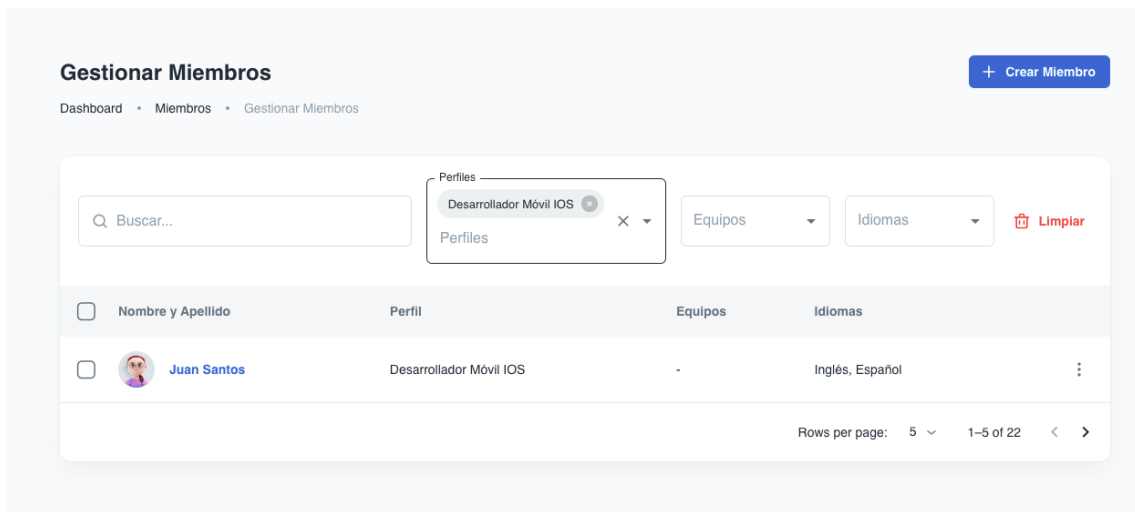 Gestionar Miembros
+ Crear Miembro
Dashboard • Miembros • Gestionar Miembros
Perfiles
Desarrollador Móvil IOS
Buscar...
Perfiles
Equipos
Idiomas
Limpiar
Nombre y Apellido Perfil Equipos Idiomas
Juan Santos Desarrollador Móvil IOS - Inglés, Español
Rows per page: 5 1–5 of 22